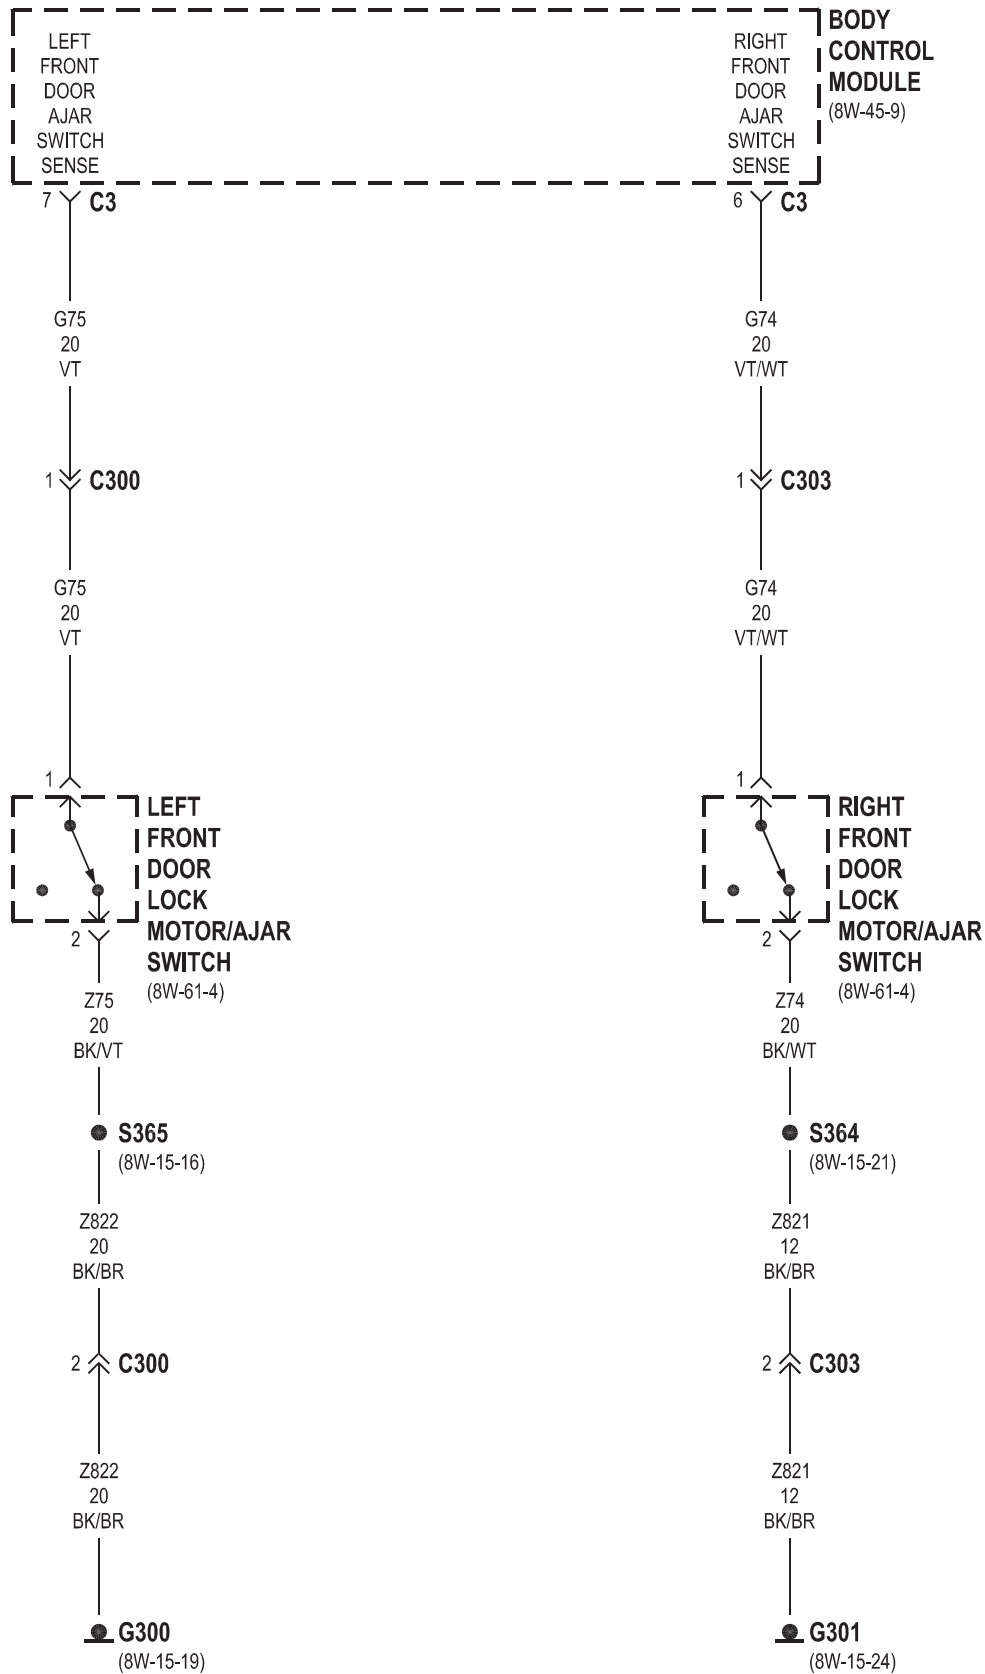 LEFT
FRONT
DOOR
AJAR
SWITCH
SENSE
RIGHT
FRONT
DOOR
AJAR
SWITCH
SENSE
BODY
CONTROL
MODULE
(8W-45-9)
7 C3
6 C3
G75
20
VT
G74
20
VT/WT
1 C300
1 C303
G75
20
VT
G74
20
VT/WT
1
1
LEFT
FRONT
DOOR
LOCK
MOTOR/AJAR
SWITCH
(8W-61-4)
RIGHT
FRONT
DOOR
LOCK
MOTOR/AJAR
SWITCH
(8W-61-4)
2
2
Z75
20
BK/VT
Z74
20
BK/WT
S365
(8W-15-16)
S364
(8W-15-21)
Z822
20
BK/BR
Z821
12
BK/BR
2 C300
2 C303
Z822
20
BK/BR
Z821
12
BK/BR
G300
(8W-15-19)
G301
(8W-15-24)